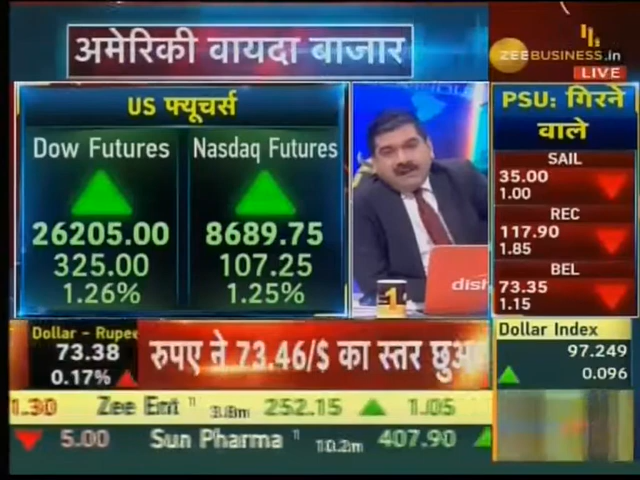 अमेरिकी वायदा बाजार
ZEEBUSINESS.in
LIVE
US फ्यूचर्स
Dow Futures
26205.00
325.00
1.26%
Nasdaq Futures
8689.75
107.25
1.25%
PSU: गिरने
वाले
SAIL
35.00
1.00
REC
117.90
1.85
BEL
73.35
1.15
dish
Dollar - Rupee
73.38
0.17%
रुपए ने 73.46/$ का स्तर छुआ
Dollar Index
97.249
0.096
1.30 Zee Ent 3.8m 252.15 1.05
5.00 Sun Pharma 10.2m 407.90